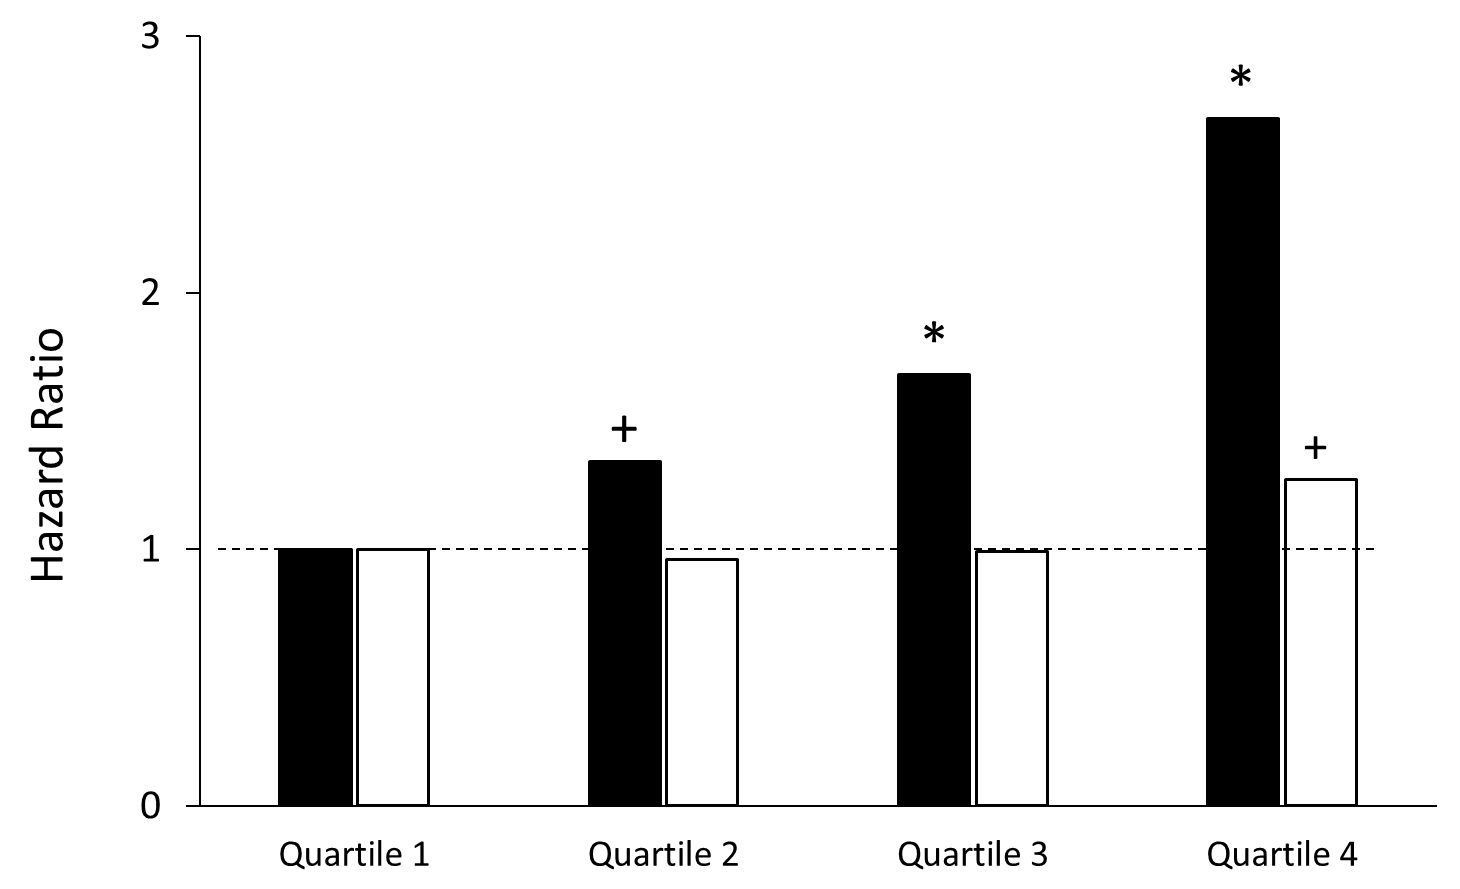 3
2
1
0
Hazard Ratio
*
*
+
+
Quartile 1
Quartile 2
Quartile 3
Quartile 4